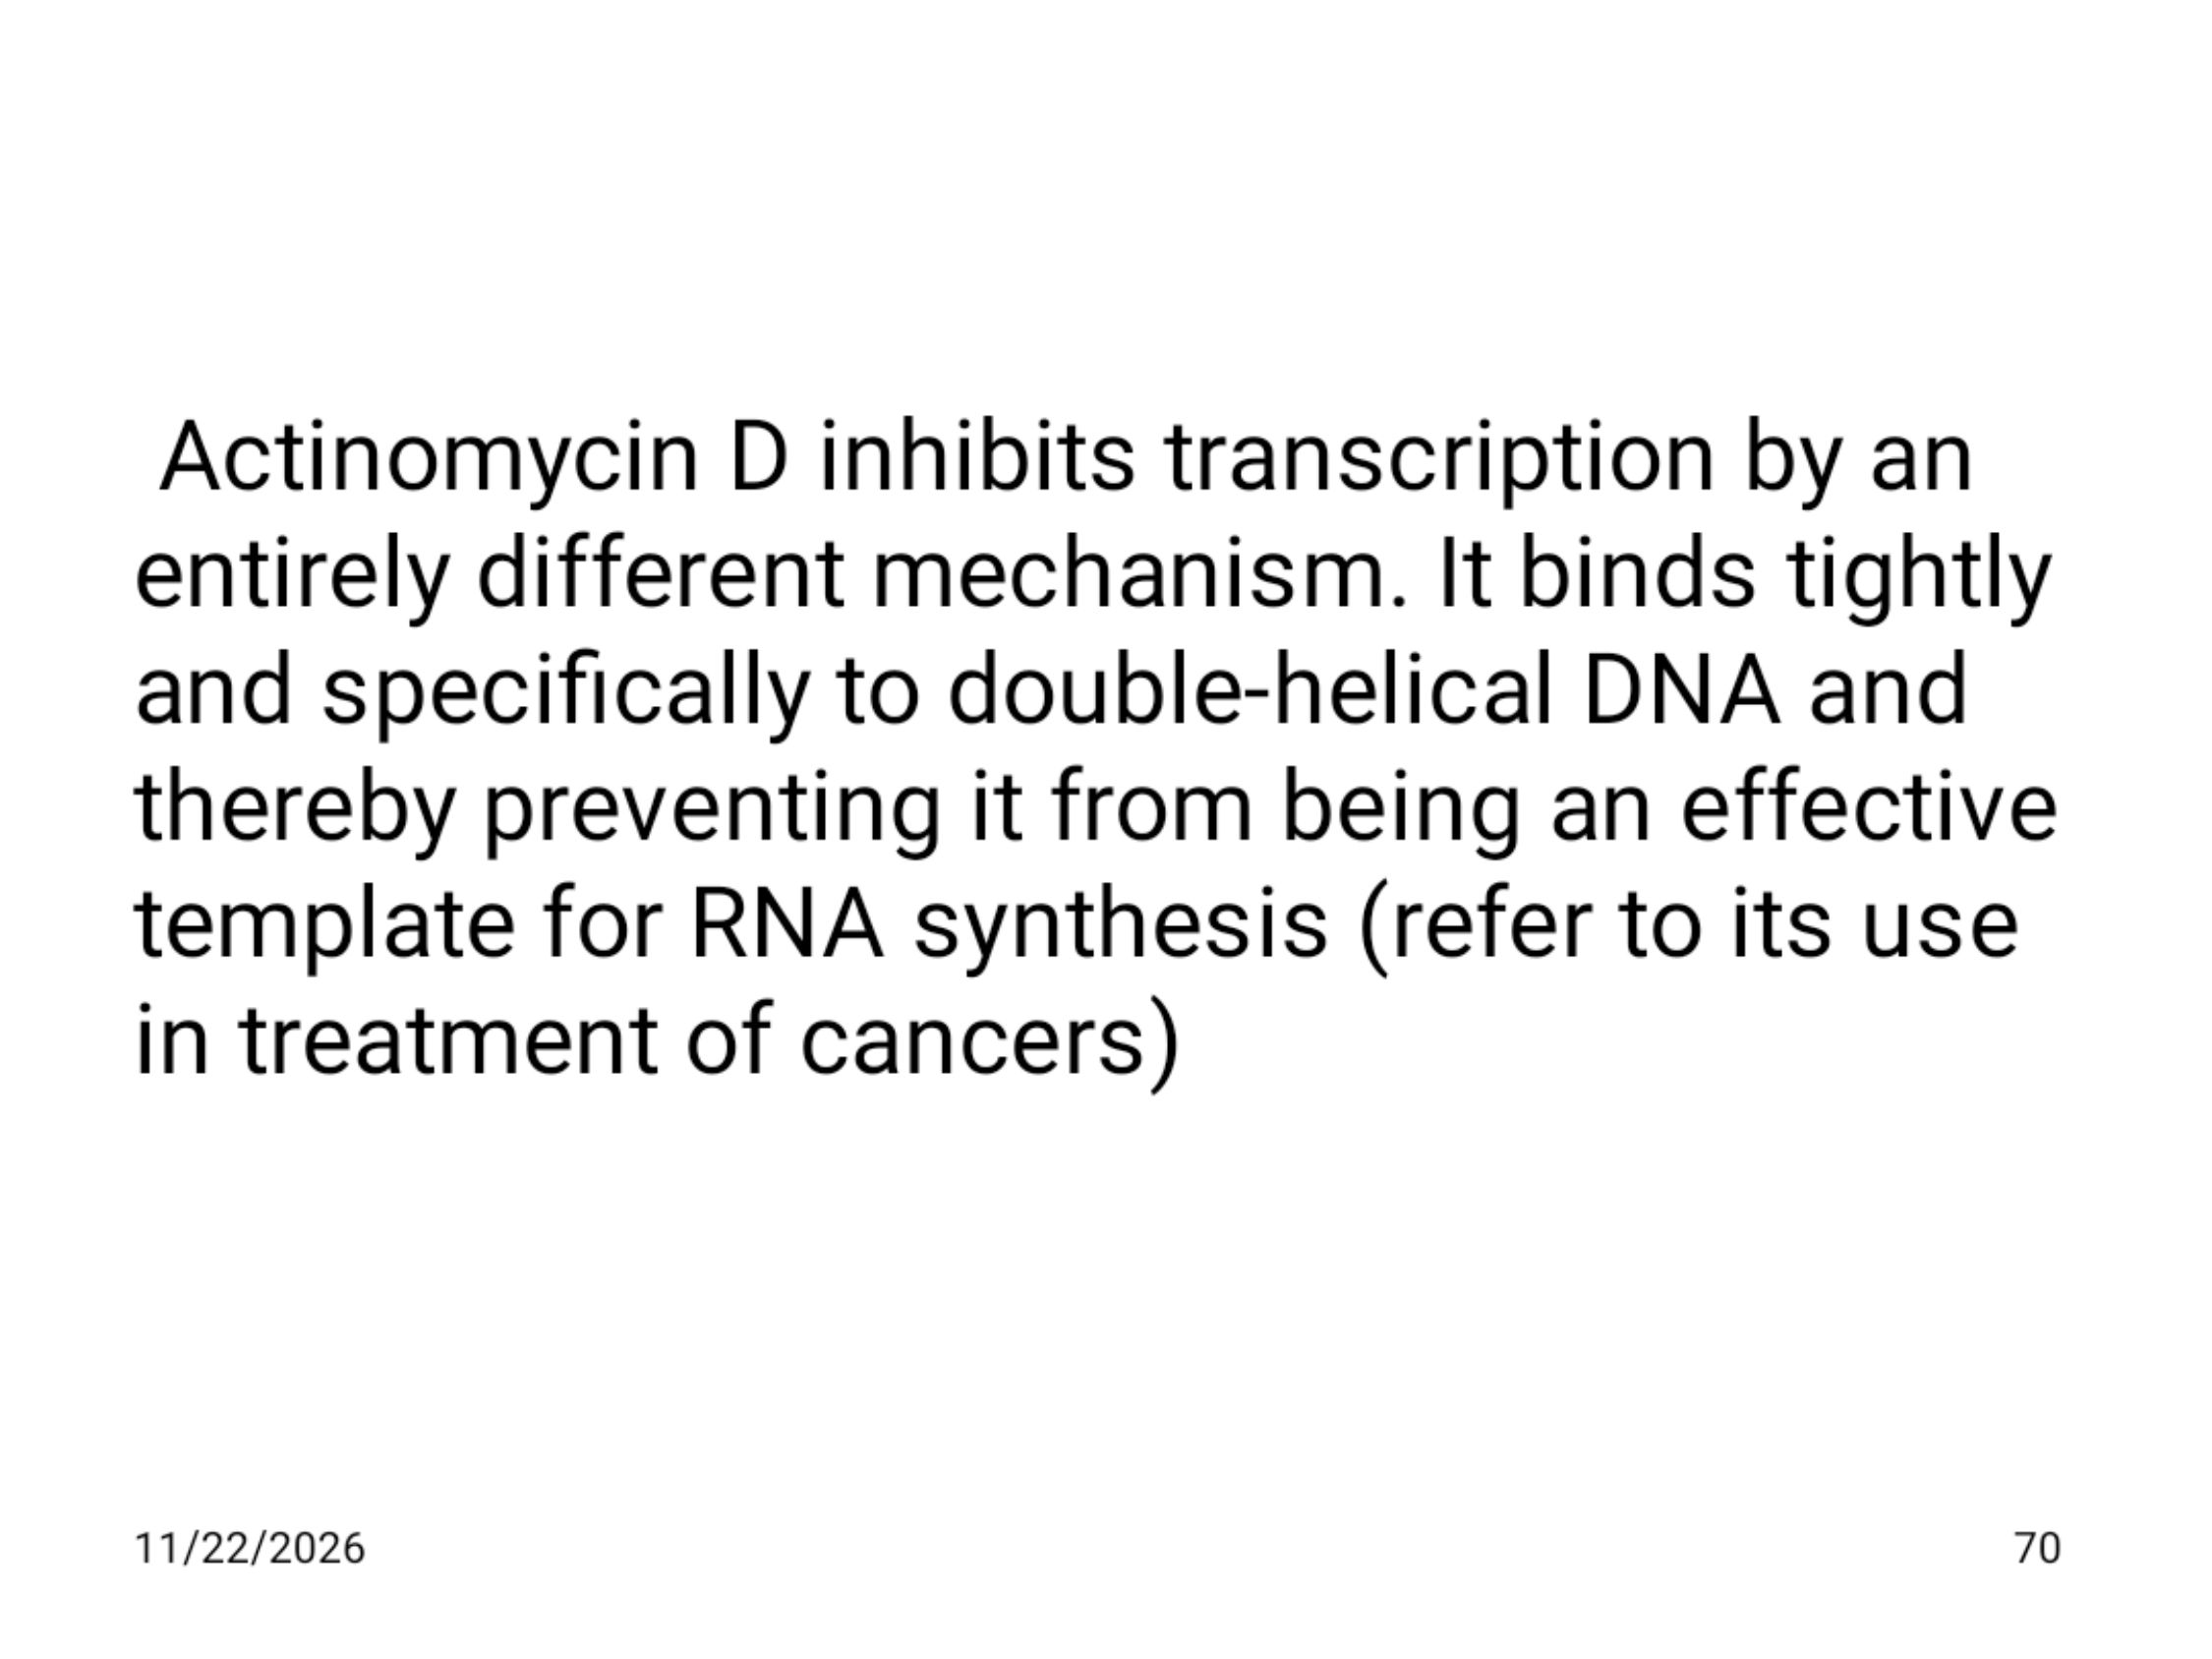 Actinomycin D inhibits transcription by an
entirely different mechanism. It binds tightly
and specifically to double-helical DNA and
thereby preventing it from being an effective
template for RNA synthesis (refer to its use
in treatment of cancers)
11/22/2026
70